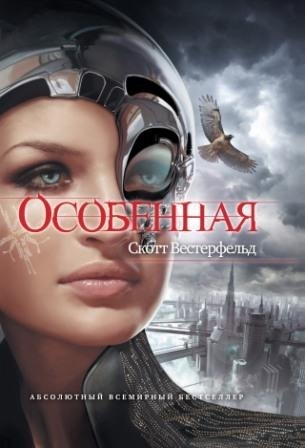 Особенная
Скотт Вестерфельд
АБСОЛЮТНЫЙ ВСЕМИРНЫЙ БЕСТСЕЛЛЕР